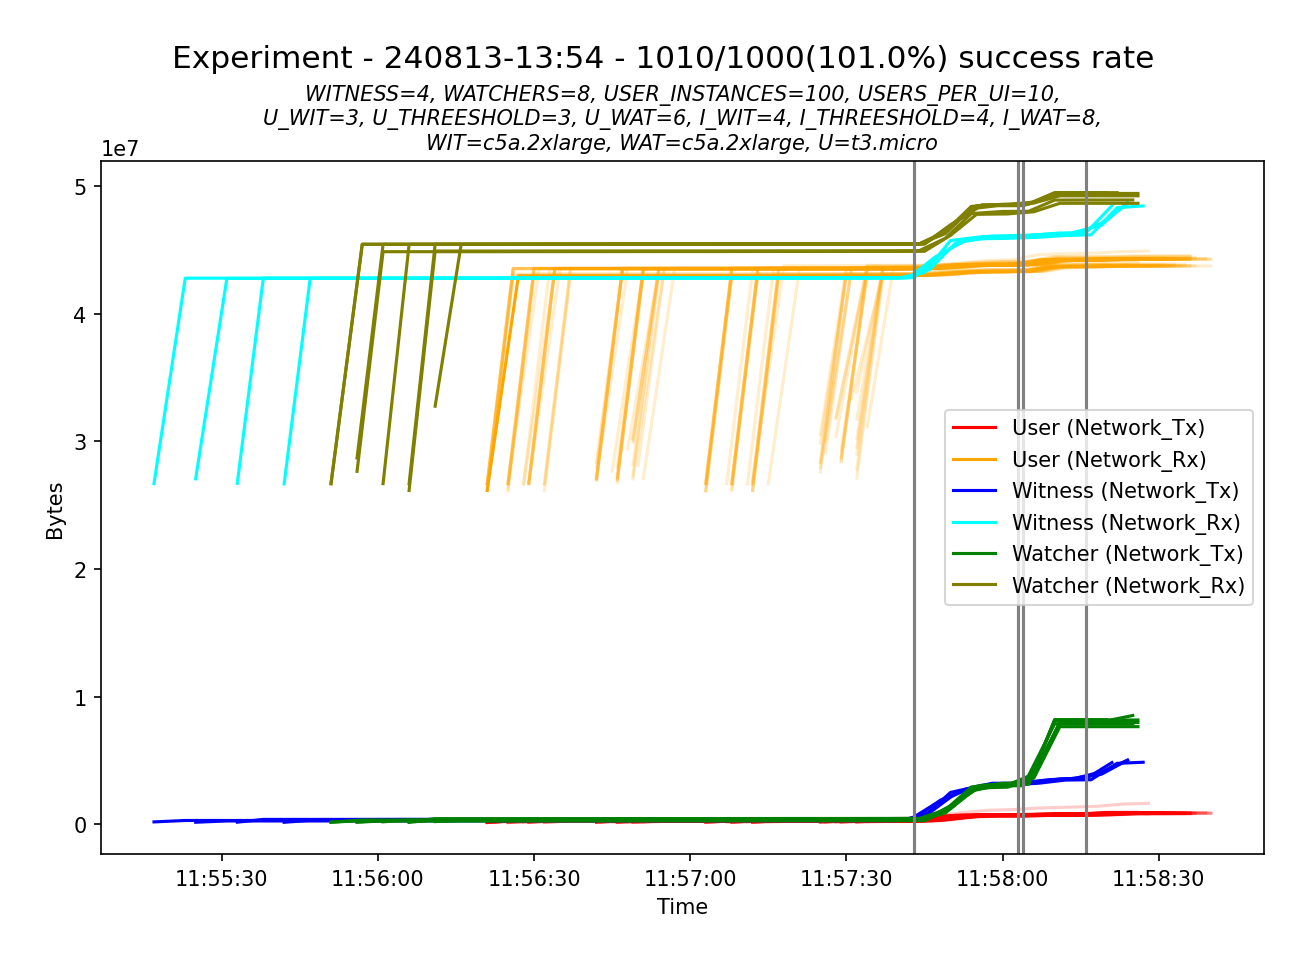 Experiment - 240813-13:54 - 1010/1000(101.0%) success rate
WITNESS=4, WATCHERS=8, USER_INSTANCES=100, USERS_PER_UI=10,
U_WIT=3, U_THREESHOLD=3, U_WAT=6, I_WIT=4, I_THREESHOLD=4, I_WAT=8,
WIT=c5a.2xlarge, WAT=c5a.2xlarge, U=t3.micro
1e7
5
4
3
2
1
0
Bytes
User (Network_Tx)
User (Network_Rx)
Witness (Network_Tx)
Witness (Network_Rx)
Watcher (Network_Tx)
Watcher (Network_Rx)
11:55:30 11:56:00 11:56:30 11:57:00 11:57:30 11:58:00 11:58:30
Time